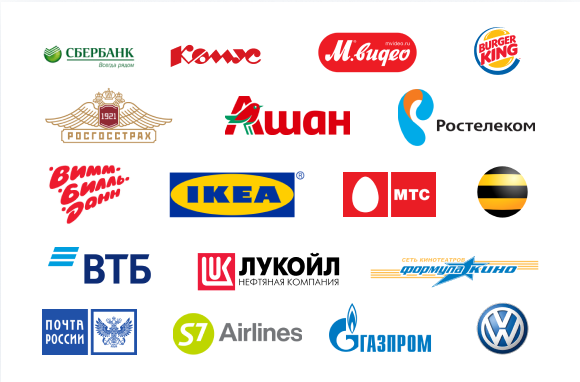 СБЕРБАНК
Всегда рядом
Комус
mvideo.ru
М.видео
BURGER
KING
1921
РОСГОССТРАХ
Ашан
Ростелеком
Вимм.
Билль.
Данн
IKEA®
МТС
ВТБ
ЛУКОЙЛ
НЕФТЯНАЯ КОМПАНИЯ
СЕТЬ КИНОТЕАТРОВ
формула КИНО
ПОЧТА
РОССИИ
S7 Airlines
ГАЗПРОМ
VW